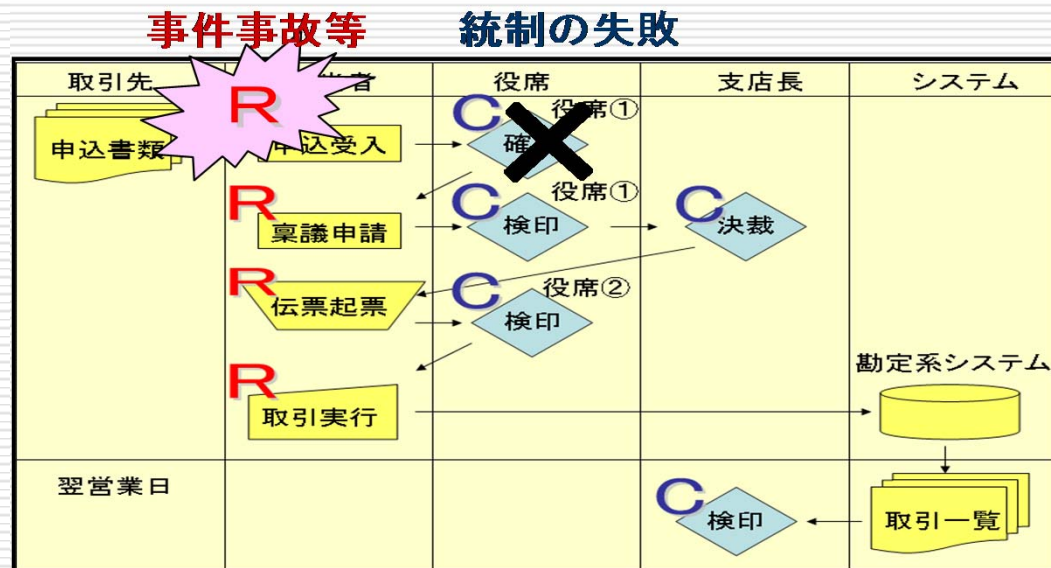 事件事故等 統制の失敗
取引先 者 役席 支店長 システム
R
C 役席①
申込書類 申込受入 確
R C 役席① C
稟議申請 検印 決裁
R C 役席②
伝票起票 検印
勘定系システム
R
取引実行
翌営業日 C
検印 取引一覧